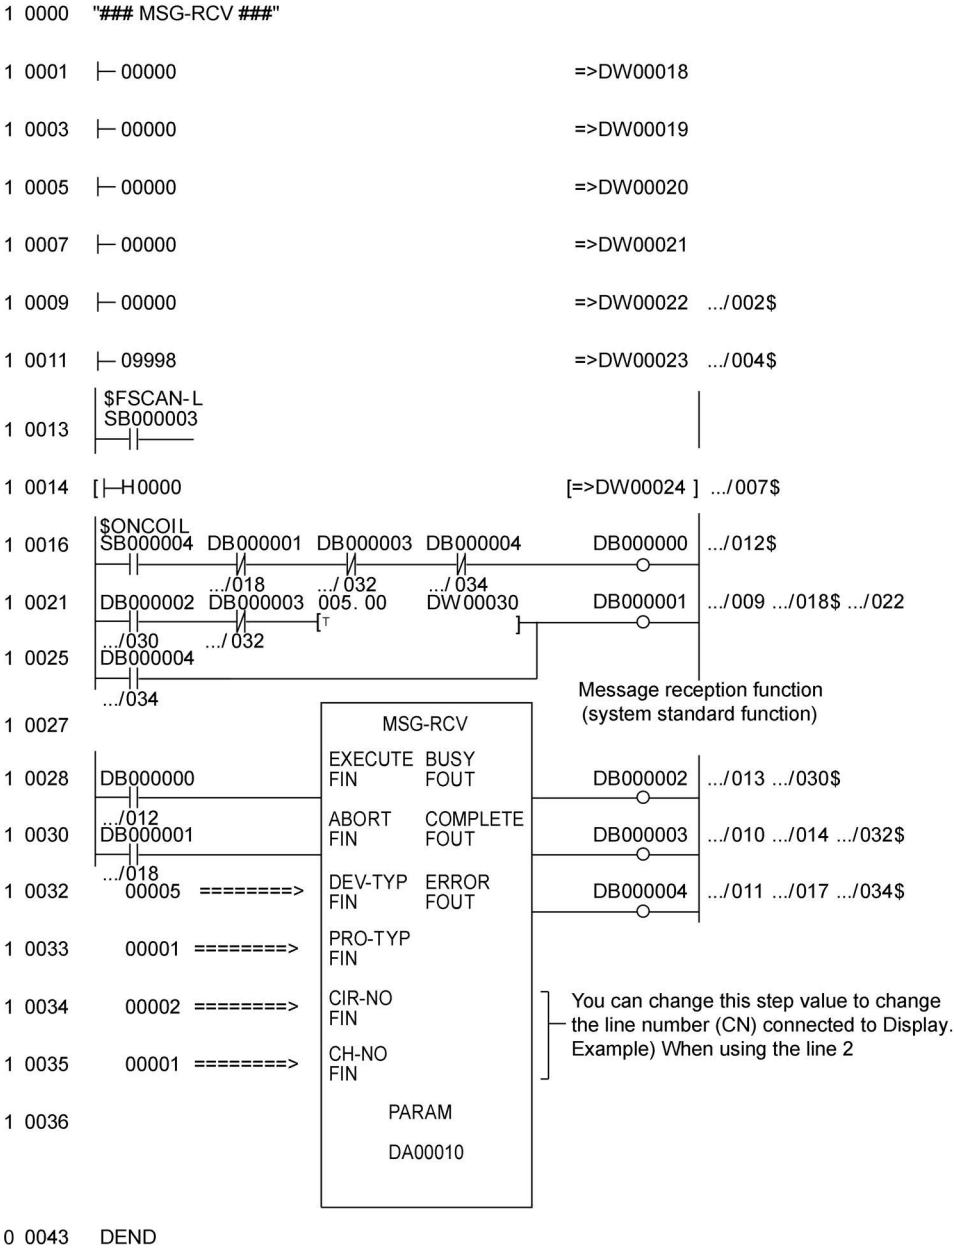 1 0000 "### MSG-RCV ###"
1 0001 ├─ 00000 =>DW00018
1 0003 ├─ 00000 =>DW00019
1 0005 ├─ 00000 =>DW00020
1 0007 ├─ 00000 =>DW00021
1 0009 ├─ 00000 =>DW00022 .../002$
1 0011 ├─ 09998 =>DW00023 .../004$
$FSCAN-L
SB000003
1 0013
1 0014 [├─H0000 [=>DW00024 ] .../007$
$ONCOIL
1 0016 SB000004 DB000001 DB000003 DB000004 DB000000 .../012$
.../018 .../032 .../034
1 0021 DB000002 DB000003 005.00 DW00030 DB000001 .../009 .../018$ .../022
[T ]
.../030 .../032
1 0025 DB000004
.../034
Message reception function
(system standard function)
1 0027 MSG-RCV
EXECUTE BUSY
1 0028 DB000000 FIN FOUT DB000002 .../013 .../030$
.../012
ABORT COMPLETE
1 0030 DB000001 FIN FOUT DB000003 .../010 .../014 .../032$
.../018
DEV-TYP ERROR
1 0032 00005 ========> FIN FOUT DB000004 .../011 .../017 .../034$
PRO-TYP
1 0033 00001 ========> FIN
CIR-NO
1 0034 00002 ========> FIN
You can change this step value to change
the line number (CN) connected to Display.
Example) When using the line 2
CH-NO
1 0035 00001 ========> FIN
1 0036 PARAM
DA00010
0 0043 DEND